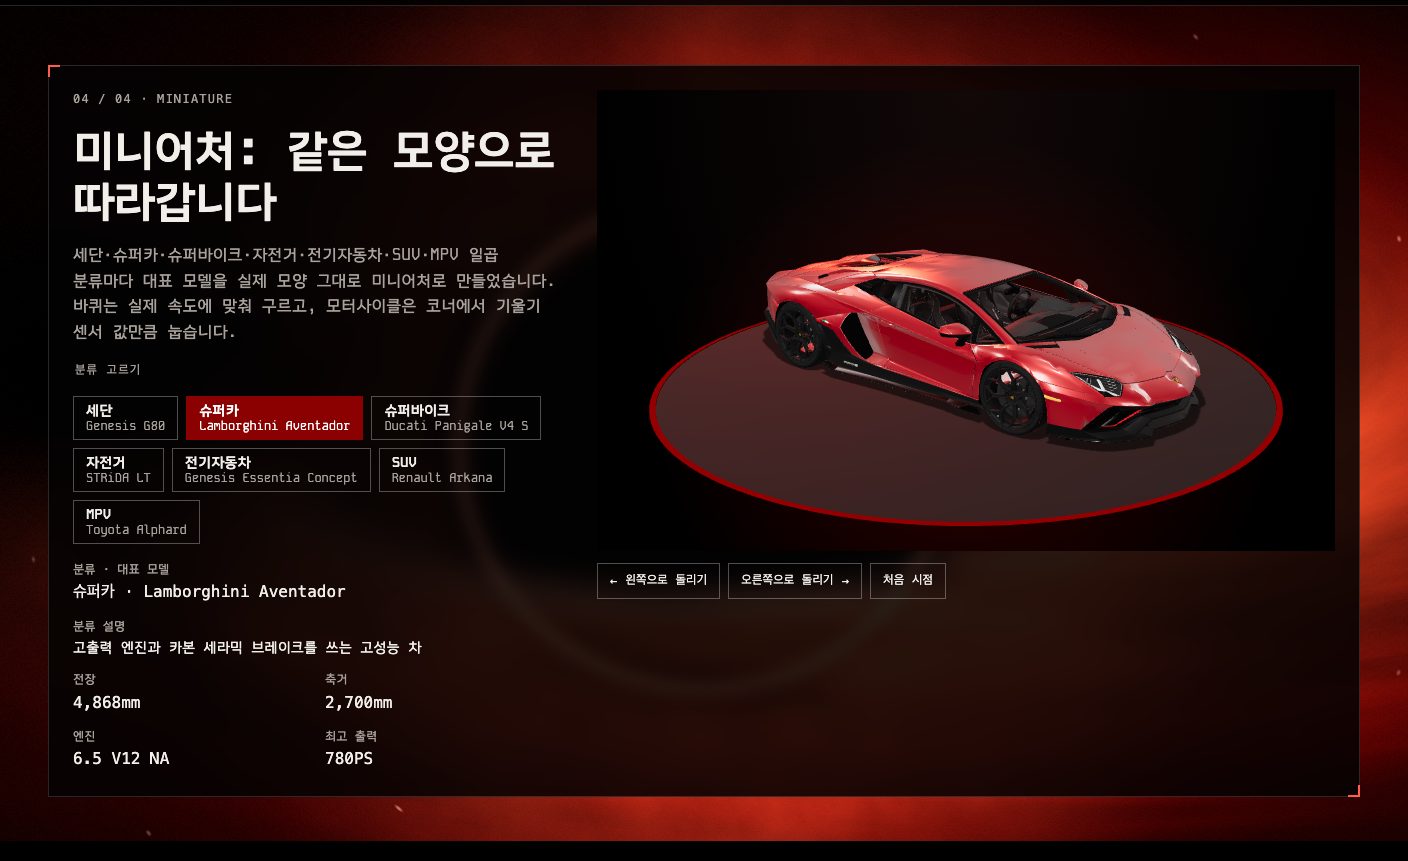 04 / 04 · MINIATURE
미니어처: 같은 모양으로
따라갑니다
세단·슈퍼카·슈퍼바이크·자전거·전기자동차·SUV·MPV 일곱
분류마다 대표 모델을 실제 모양 그대로 미니어처로 만들었습니다.
바퀴는 실제 속도에 맞춰 구르고, 모터사이클은 코너에서 기울기
센서 값만큼 눕습니다.
분류 고르기
세단
Genesis G80
슈퍼카
Lamborghini Aventador
슈퍼바이크
Ducati Panigale V4 S
자전거
STRiDA LT
전기자동차
Genesis Essentia Concept
SUV
Renault Arkana
MPV
Toyota Alphard
분류 · 대표 모델
슈퍼카 · Lamborghini Aventador
분류 설명
고출력 엔진과 카본 세라믹 브레이크를 쓰는 고성능 차
전장
4,868mm
축거
2,700mm
엔진
6.5 V12 NA
최고 출력
780PS
← 왼쪽으로 돌리기
오른쪽으로 돌리기 →
처음 시점